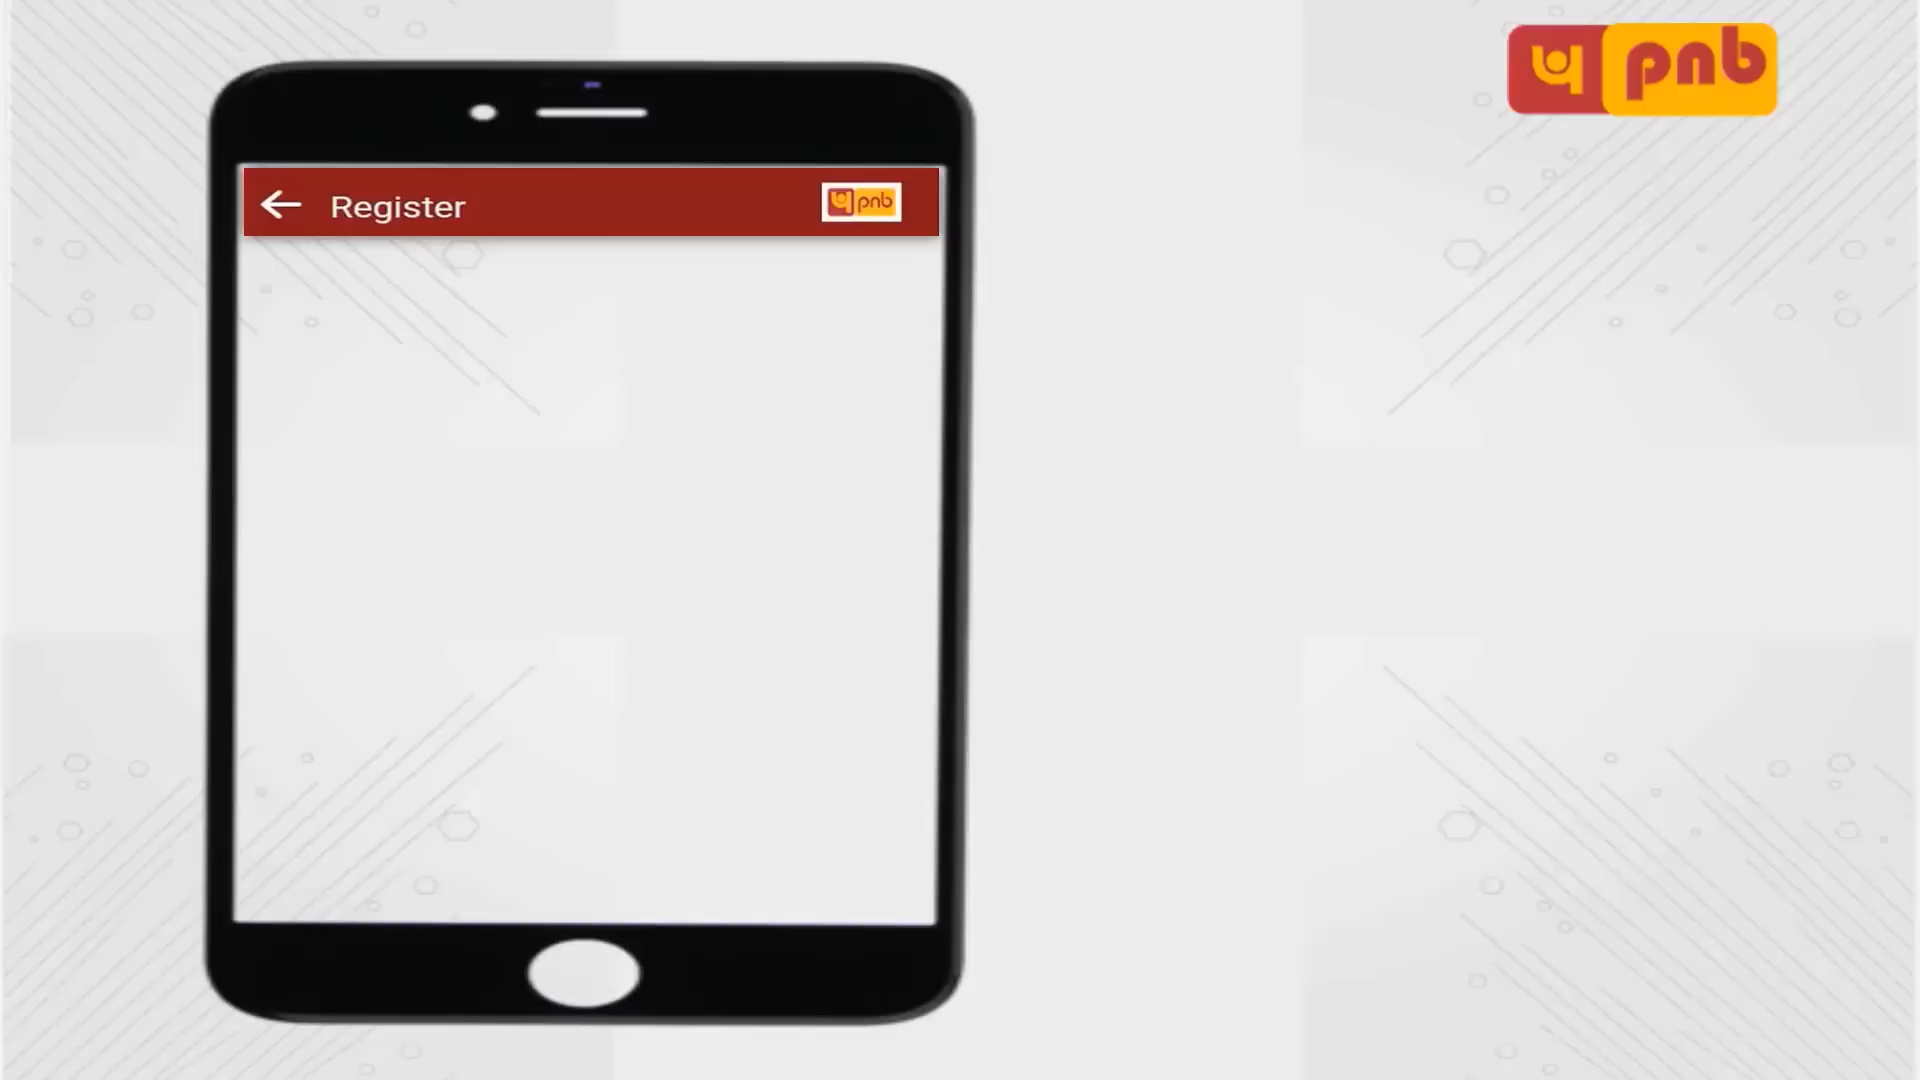 प pnb
Register
प pnb